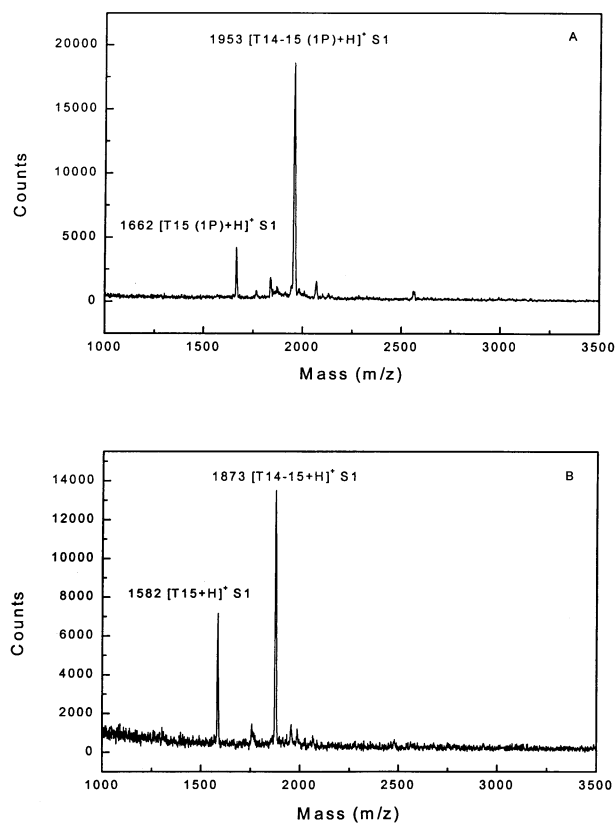 A
1953 [T14-15 (1P)+H]⁺ S1
1662 [T15 (1P)+H]⁺ S1
20000
15000
10000
5000
0
Counts
1000 1500 2000 2500 3000 3500
Mass (m/z)
B
1873 [T14-15+H]⁺ S1
1582 [T15+H]⁺ S1
14000
12000
10000
8000
6000
4000
2000
0
Counts
1000 1500 2000 2500 3000 3500
Mass (m/z)